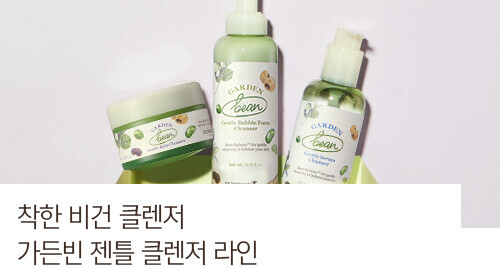 GARDEN
bean
Gentle Balm Cleanser
GARDEN
bean
Gentle Bubble Foam
Cleanser
GARDEN
bean
Gentle Serum
Cleanser
착한 비건 클렌저
가든빈 젠틀 클렌저 라인